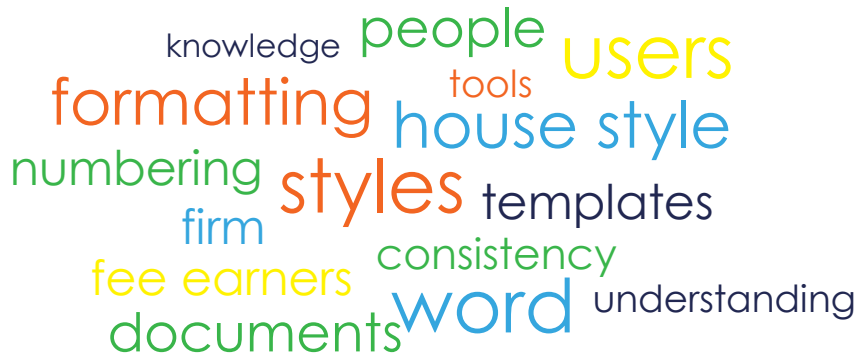 people
knowledge
users
tools
formatting
house style
numbering
styles
templates
firm
consistency
fee earners
word
understanding
documents